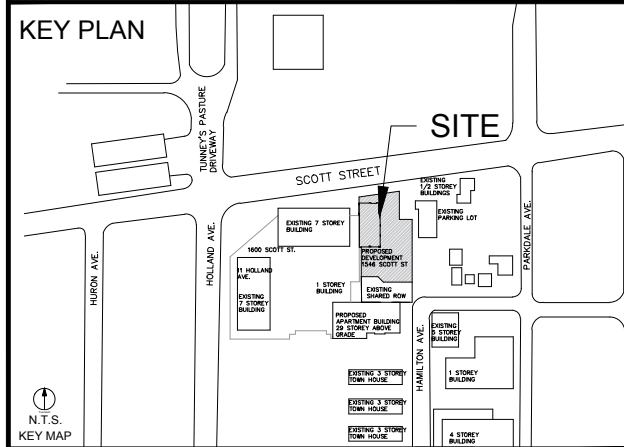 KEY PLAN
SITE
TUNNEY'S PASTURE
DRIVEWAY
SCOTT STREET
EXISTING
1/2 STOREY
BUILDINGS
EXISTING
PARKING LOT
PARKDALE AVE.
EXISTING 7 STOREY
BUILDING
1600 SCOTT ST.
PROPOSED
DEVELOPMENT
1546 SCOTT ST
HURON AVE.
HOLLAND AVE.
11 HOLLAND
AVE.
EXISTING
7 STOREY
BUILDING
1 STOREY
BUILDING
EXISTING
SHARED ROW
PROPOSED
APARTMENT BUILDING
29 STOREY ABOVE
GRADE
HAMILTON AVE.
EXISTING
5 STOREY
BUILDING
1 STOREY
BUILDING
EXISTING 3 STOREY
TOWN HOUSE
EXISTING 3 STOREY
TOWN HOUSE
EXISTING 3 STOREY
TOWN HOUSE
4 STOREY
BUILDING
N.T.S.
KEY MAP